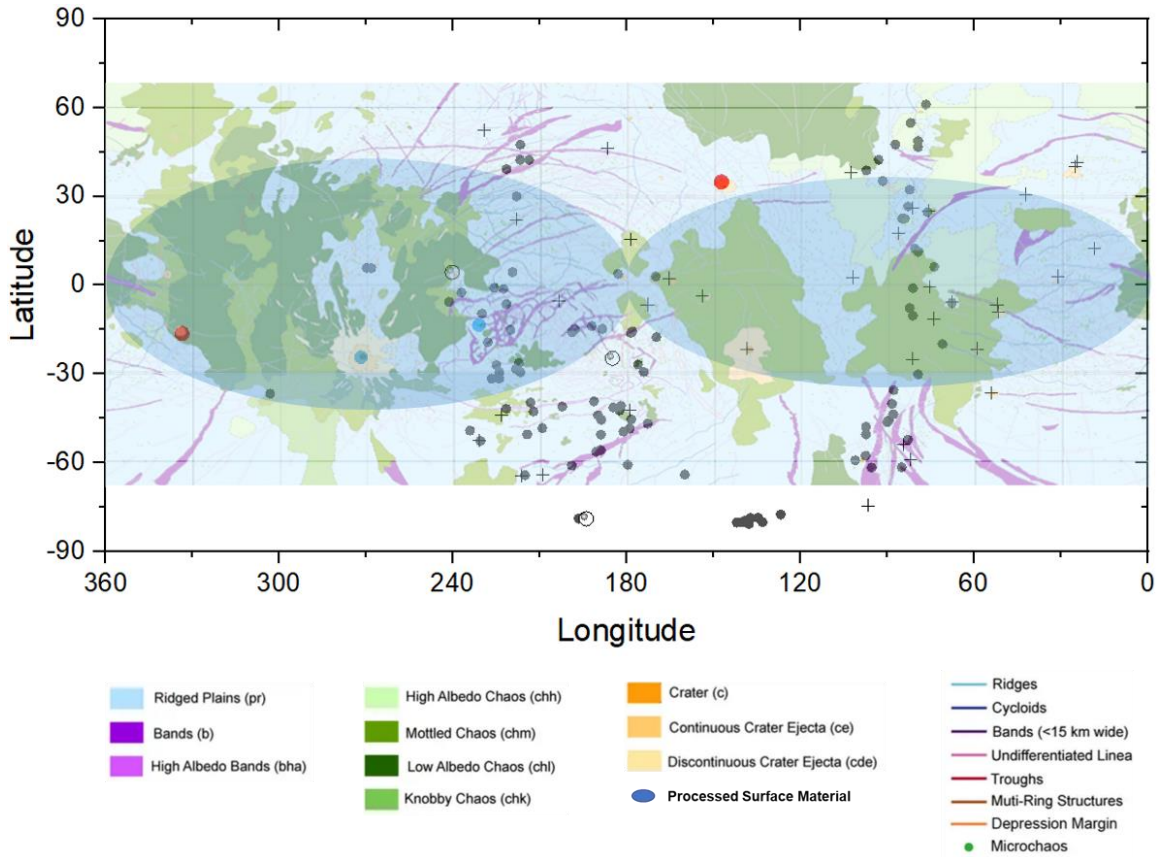 90
60
30
0
-30
-60
-90
Latitude
360 300 240 180 120 60 0
Longitude
Ridged Plains (pr)
Bands (b)
High Albedo Bands (bha)
High Albedo Chaos (chh)
Mottled Chaos (chm)
Low Albedo Chaos (chl)
Knobby Chaos (chk)
Crater (c)
Continuous Crater Ejecta (ce)
Discontinuous Crater Ejecta (cde)
Processed Surface Material
Ridges
Cycloids
Bands (<15 km wide)
Undifferentiated Linea
Troughs
Muti-Ring Structures
Depression Margin
Microchaos